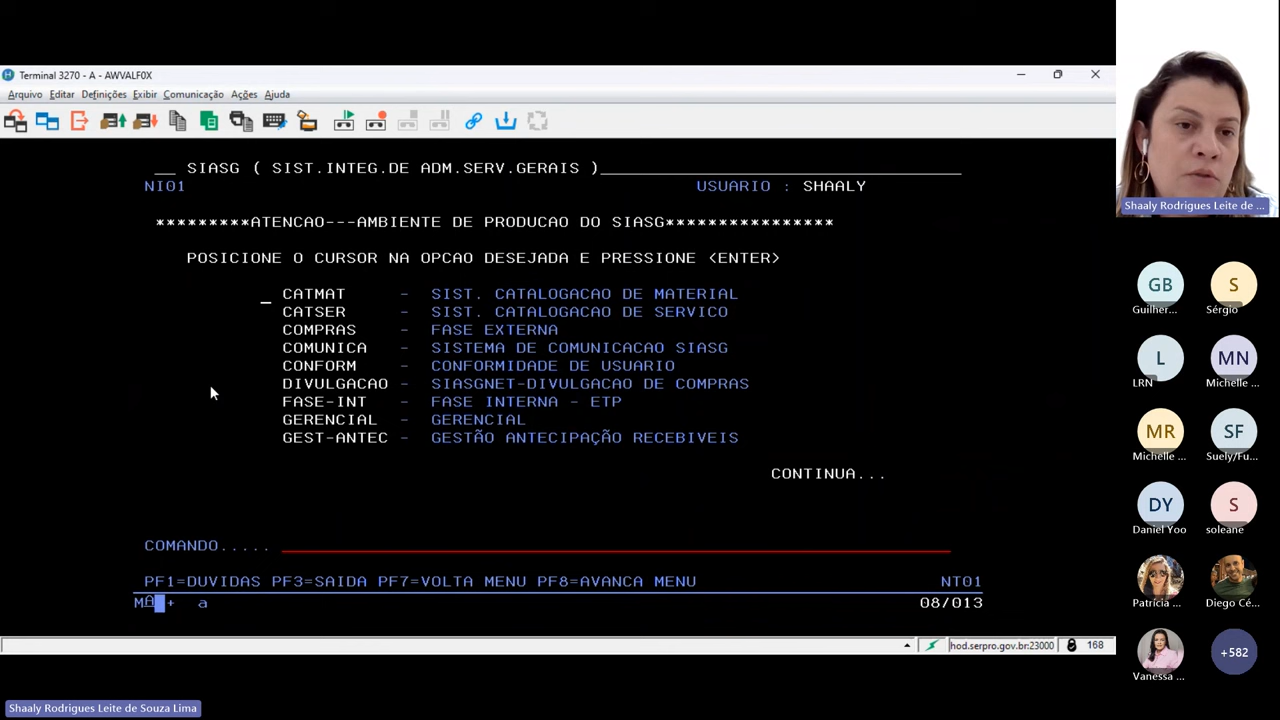 Terminal 3270 - A - AWVALF0X
Arquivo Editar Definições Exibir Comunicação Ações Ajuda
__ SIASG ( SIST.INTEG.DE ADM.SERV.GERAIS )
NI01 USUARIO : SHAALY
*********ATENCAO---AMBIENTE DE PRODUCAO DO SIASG****************
POSICIONE O CURSOR NA OPCAO DESEJADA E PRESSIONE <ENTER>
_ CATMAT - SIST. CATALOGACAO DE MATERIAL
CATSER - SIST. CATALOGACAO DE SERVICO
COMPRAS - FASE EXTERNA
COMUNICA - SISTEMA DE COMUNICACAO SIASG
CONFORM - CONFORMIDADE DE USUARIO
DIVULGACAO - SIASGNET-DIVULGACAO DE COMPRAS
FASE-INT - FASE INTERNA - ETP
GERENCIAL - GERENCIAL
GEST-ANTEC - GESTÃO ANTECIPAÇÃO RECEBIVEIS
CONTINUA...
COMANDO.....
PF1=DUVIDAS PF3=SAIDA PF7=VOLTA MENU PF8=AVANCA MENU NT01
MA + a 08/013
hod.serpro.gov.br:23000 168
Shaaly Rodrigues Leite de Souza Lima
Shaaly Rodrigues Leite de ...
GB S
Guilher... Sérgio
L MN
LRN Michelle ...
MR SF
Michelle ... Suely/Fu...
DY S
Daniel Yoo soleane
Patrícia ... Diego Cé...
Vanessa ... +582